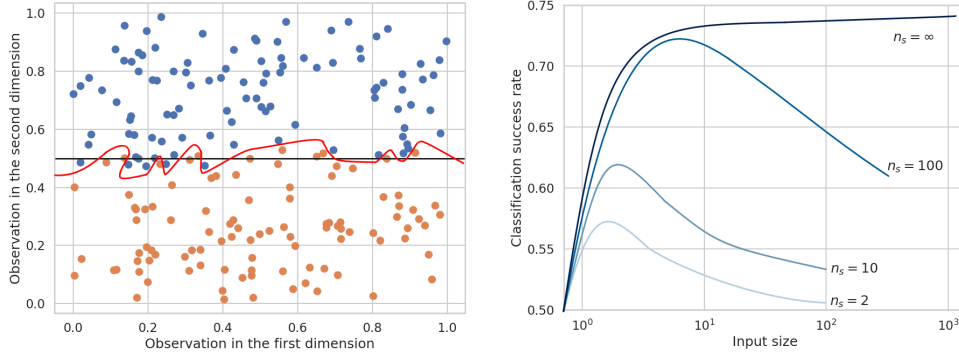 1.0
0.8
0.6
0.4
0.2
0.0
Observation in the second dimension
0.0 0.2 0.4 0.6 0.8 1.0
Observation in the first dimension
0.75
0.70
0.65
0.60
0.55
0.50
Classification success rate
n_s = ∞
n_s = 100
n_s = 10
n_s = 2
10^0 10^1 10^2 10^3
Input size